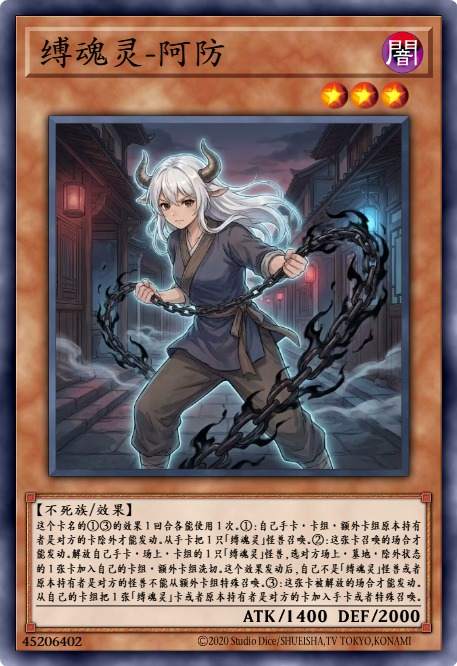 缚魂灵-阿防
闇
[不死族/效果]
这个卡名的①③的效果1回合各能使用1次。①:自己手卡·卡组·额外卡组原本持有
者是对方的卡除外才能发动。从手卡把1只「缚魂灵」怪兽召唤。②:这张卡召唤的场合才
能发动。解放自己手卡·场上·卡组的1只「缚魂灵」怪兽,选对方场上·墓地·除外状态
的1张卡加入自己的卡组·额外卡组洗切。这个效果发动后,自己不是「缚魂灵」怪兽或者
原本持有者是对方的怪兽不能从额外卡组特殊召唤。③:这张卡被解放的场合才能发动。
从自己的卡组把1张「缚魂灵」卡或者原本持有者是对方的卡加入手卡或者特殊召唤。
ATK/1400 DEF/2000
45206402 ©2020 Studio Dice/SHUEISHA,TV TOKYO,KONAMI